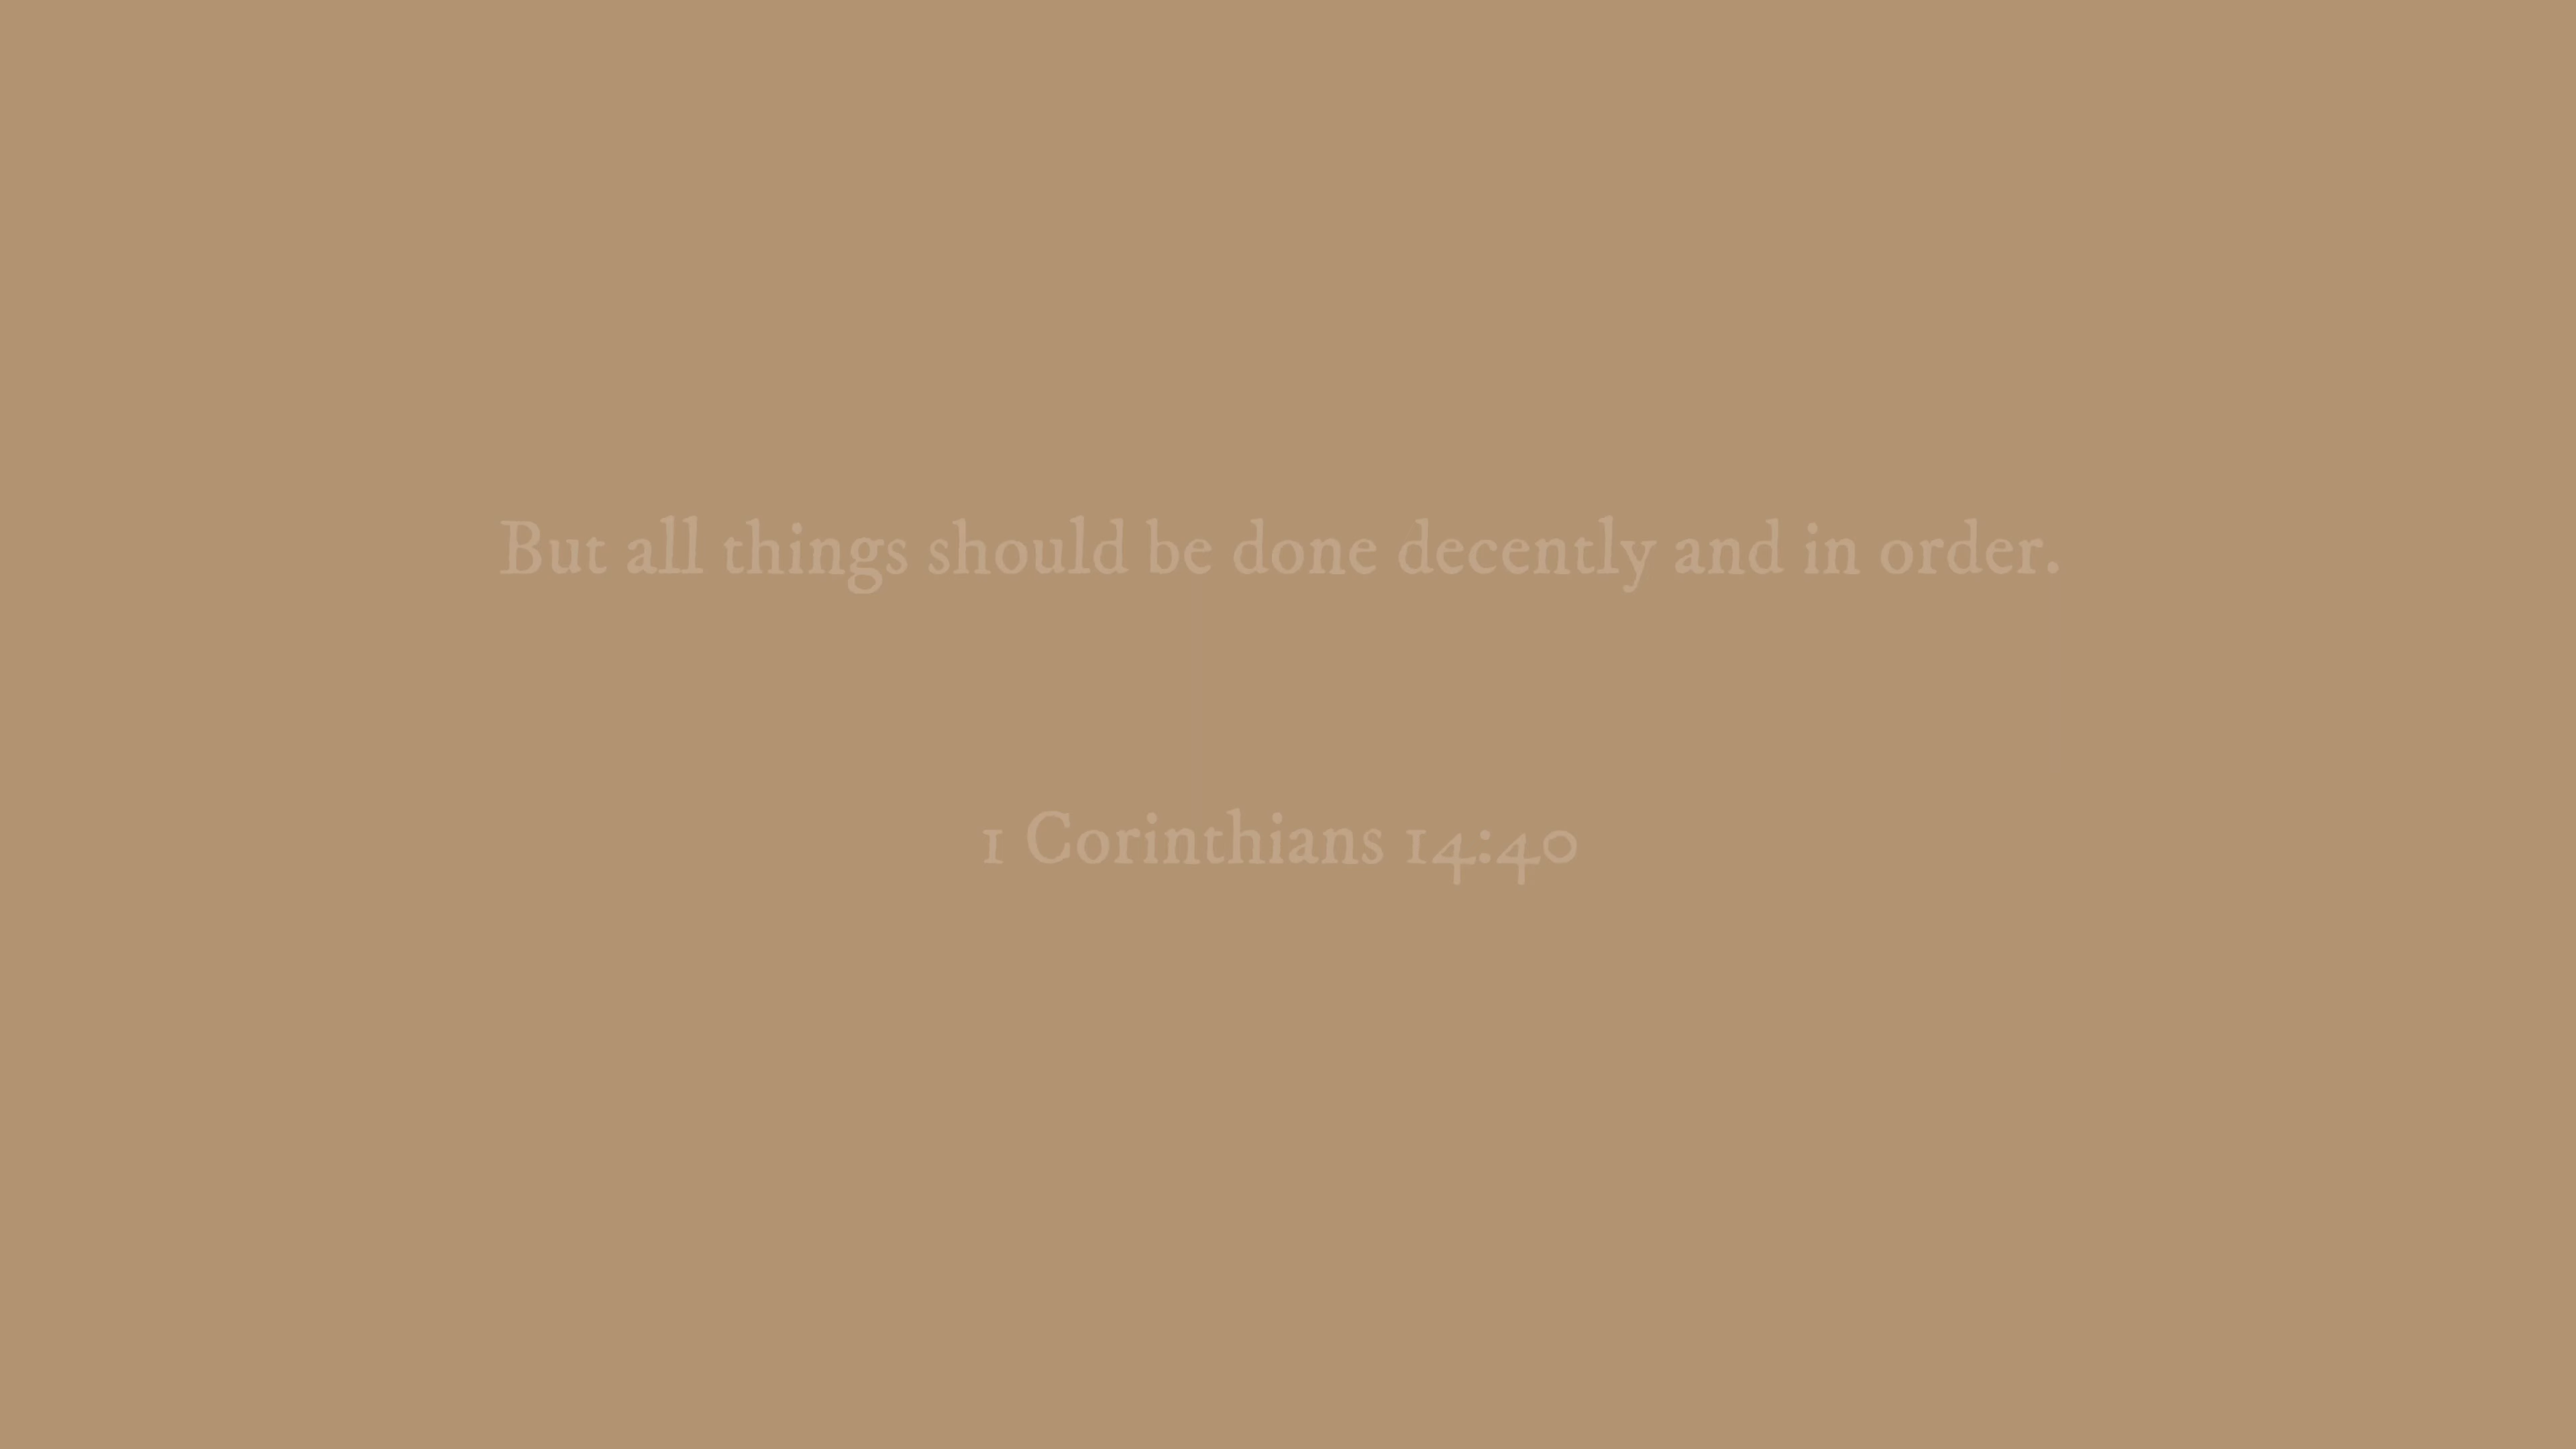 But all things should be done decently and in order.
1 Corinthians 14:40